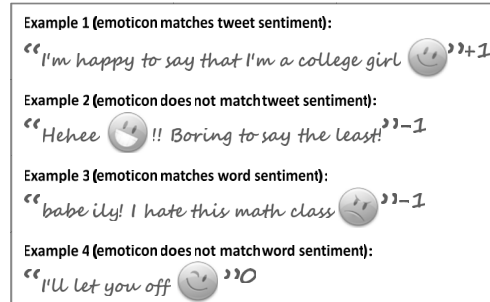 Example 1 (emoticon matches tweet sentiment):
“I'm happy to say that I'm a college girl ”+1
Example 2 (emoticon does not match tweet sentiment):
“Hehee !! Boring to say the least!”-1
Example 3 (emoticon matches word sentiment):
“babe ily! I hate this math class ”-1
Example 4 (emoticon does not match word sentiment):
“I'll let you off ”0